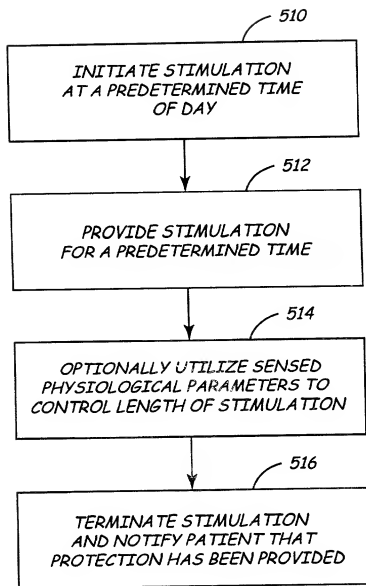 510
INITIATE STIMULATION
AT A PREDETERMINED TIME
OF DAY
512
PROVIDE STIMULATION
FOR A PREDETERMINED TIME
514
OPTIONALLY UTILIZE SENSED
PHYSIOLOGICAL PARAMETERS TO
CONTROL LENGTH OF STIMULATION
516
TERMINATE STIMULATION
AND NOTIFY PATIENT THAT
PROTECTION HAS BEEN PROVIDED